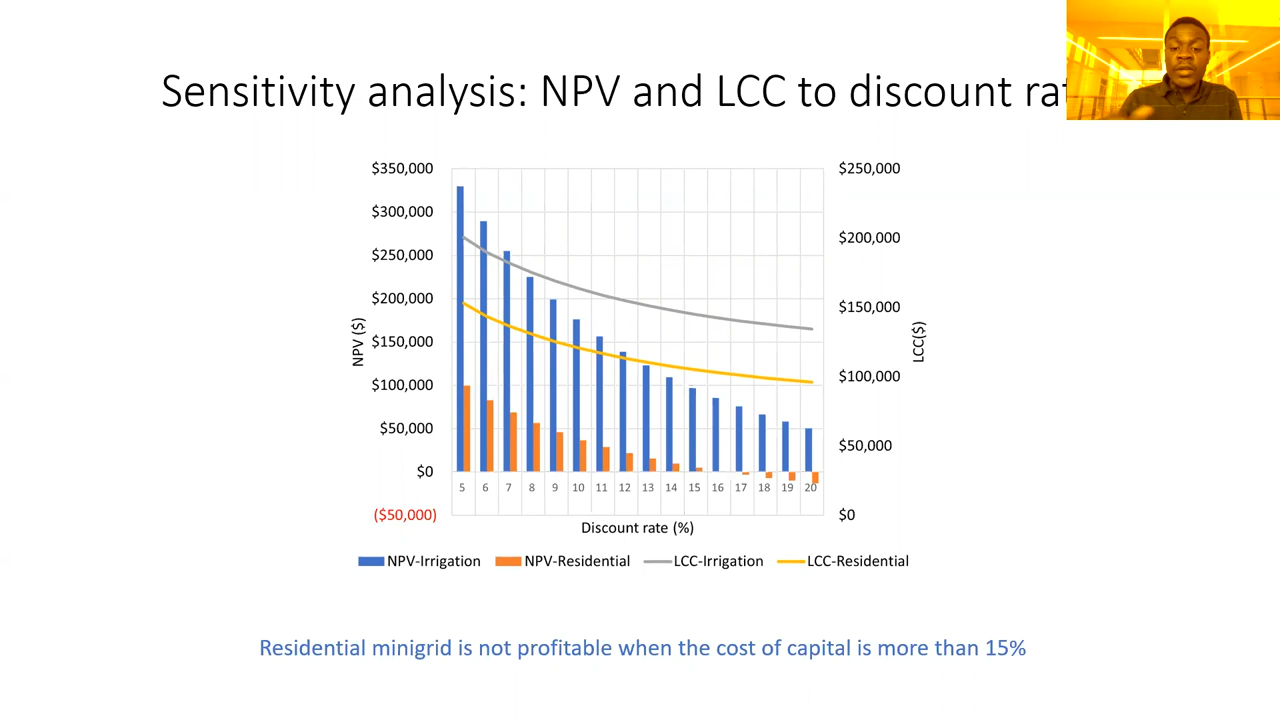 Sensitivity analysis: NPV and LCC to discount
$350,000
$300,000
$250,000
$200,000
$150,000
$100,000
$50,000
$0
($50,000)
NPV ($)
$250,000
$200,000
$150,000
$100,000
$50,000
$0
LCC($)
5 6 7 8 9 10 11 12 13 14 15 16 17 18 19 20
Discount rate (%)
NPV-Irrigation NPV-Residential LCC-Irrigation LCC-Residential
Residential minigrid is not profitable when the cost of capital is more than 15%